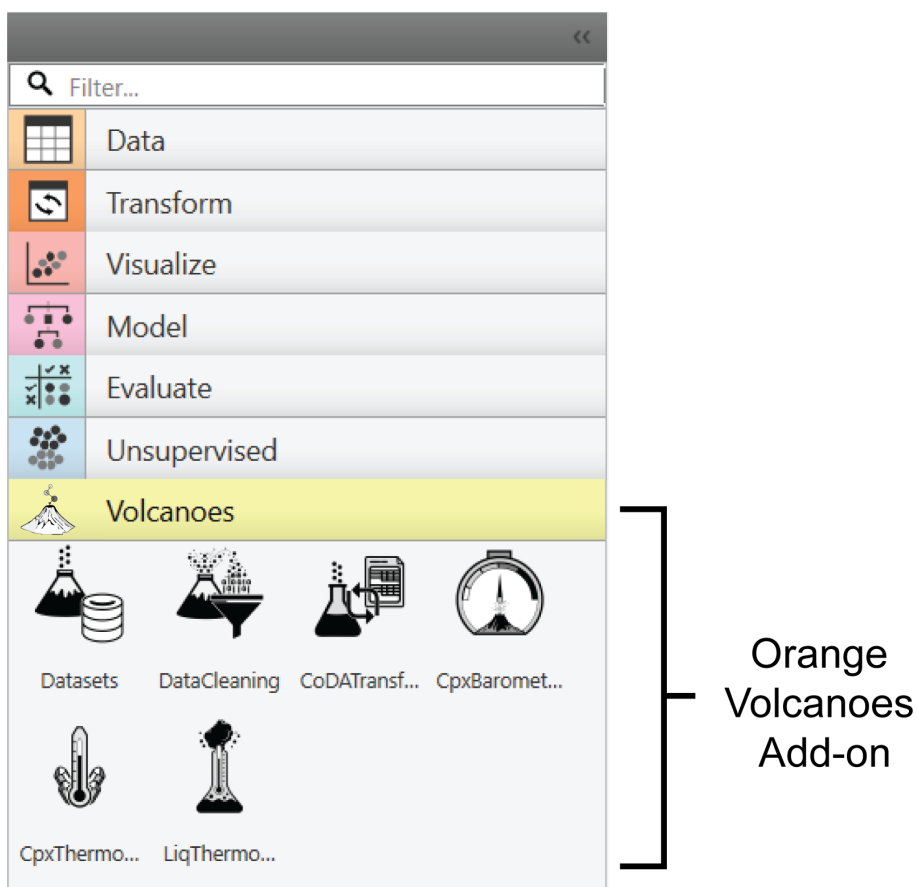 «
Filter...
Data
Transform
Visualize
Model
Evaluate
Unsupervised
Volcanoes
Datasets DataCleaning CoDATransf... CpxBaromet...
CpxThermo... LiqThermo...
Orange
Volcanoes
Add-on